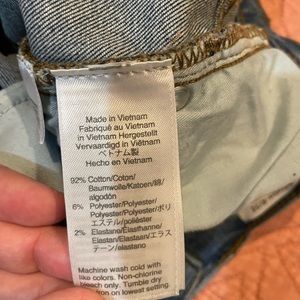 Made in Vietnam
Fabriqué au Vietnam
in Vietnam Hergestellt
Vervaardigd in Vietnam
ベトナム製
Hecho en Vietnam
92% Cotton/Coton/
Baumwolle/Katoen/綿/
algodón
6% Polyester/Polyester/
Polyester/Polyester/ポリ
エステル/poliéster
2% Elastane/Élasthanne/
Elastan/Elastaan/エラス
テーン/elastano
Machine wash cold with
like colors. Non-chlorine
bleach only. Tumble dry
on lowest setting